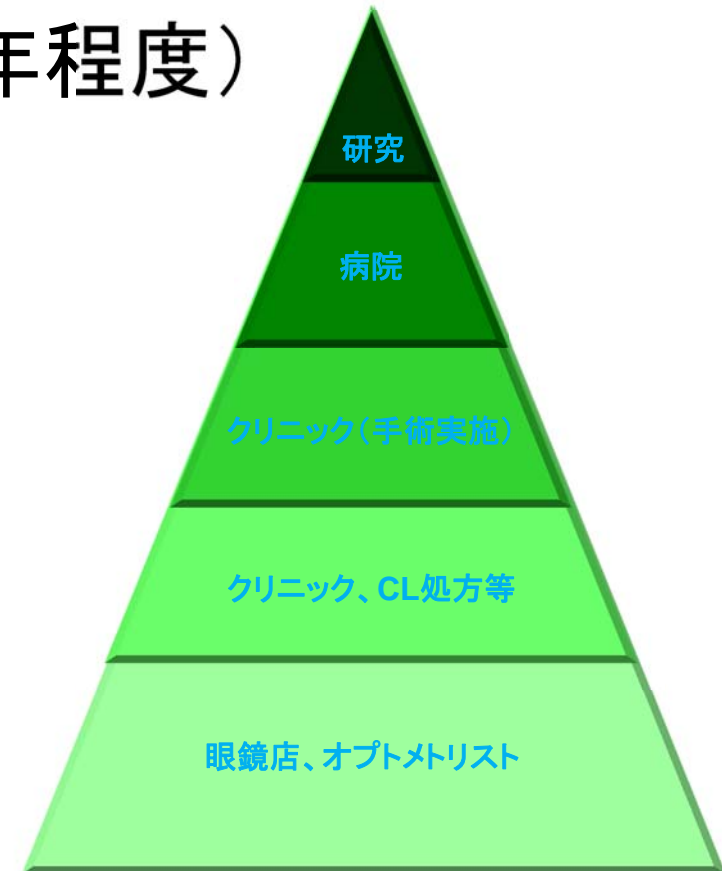 年程度）
研究
病院
クリニック（手術実施）
クリニック、CL処方等
眼鏡店、オプトメトリスト